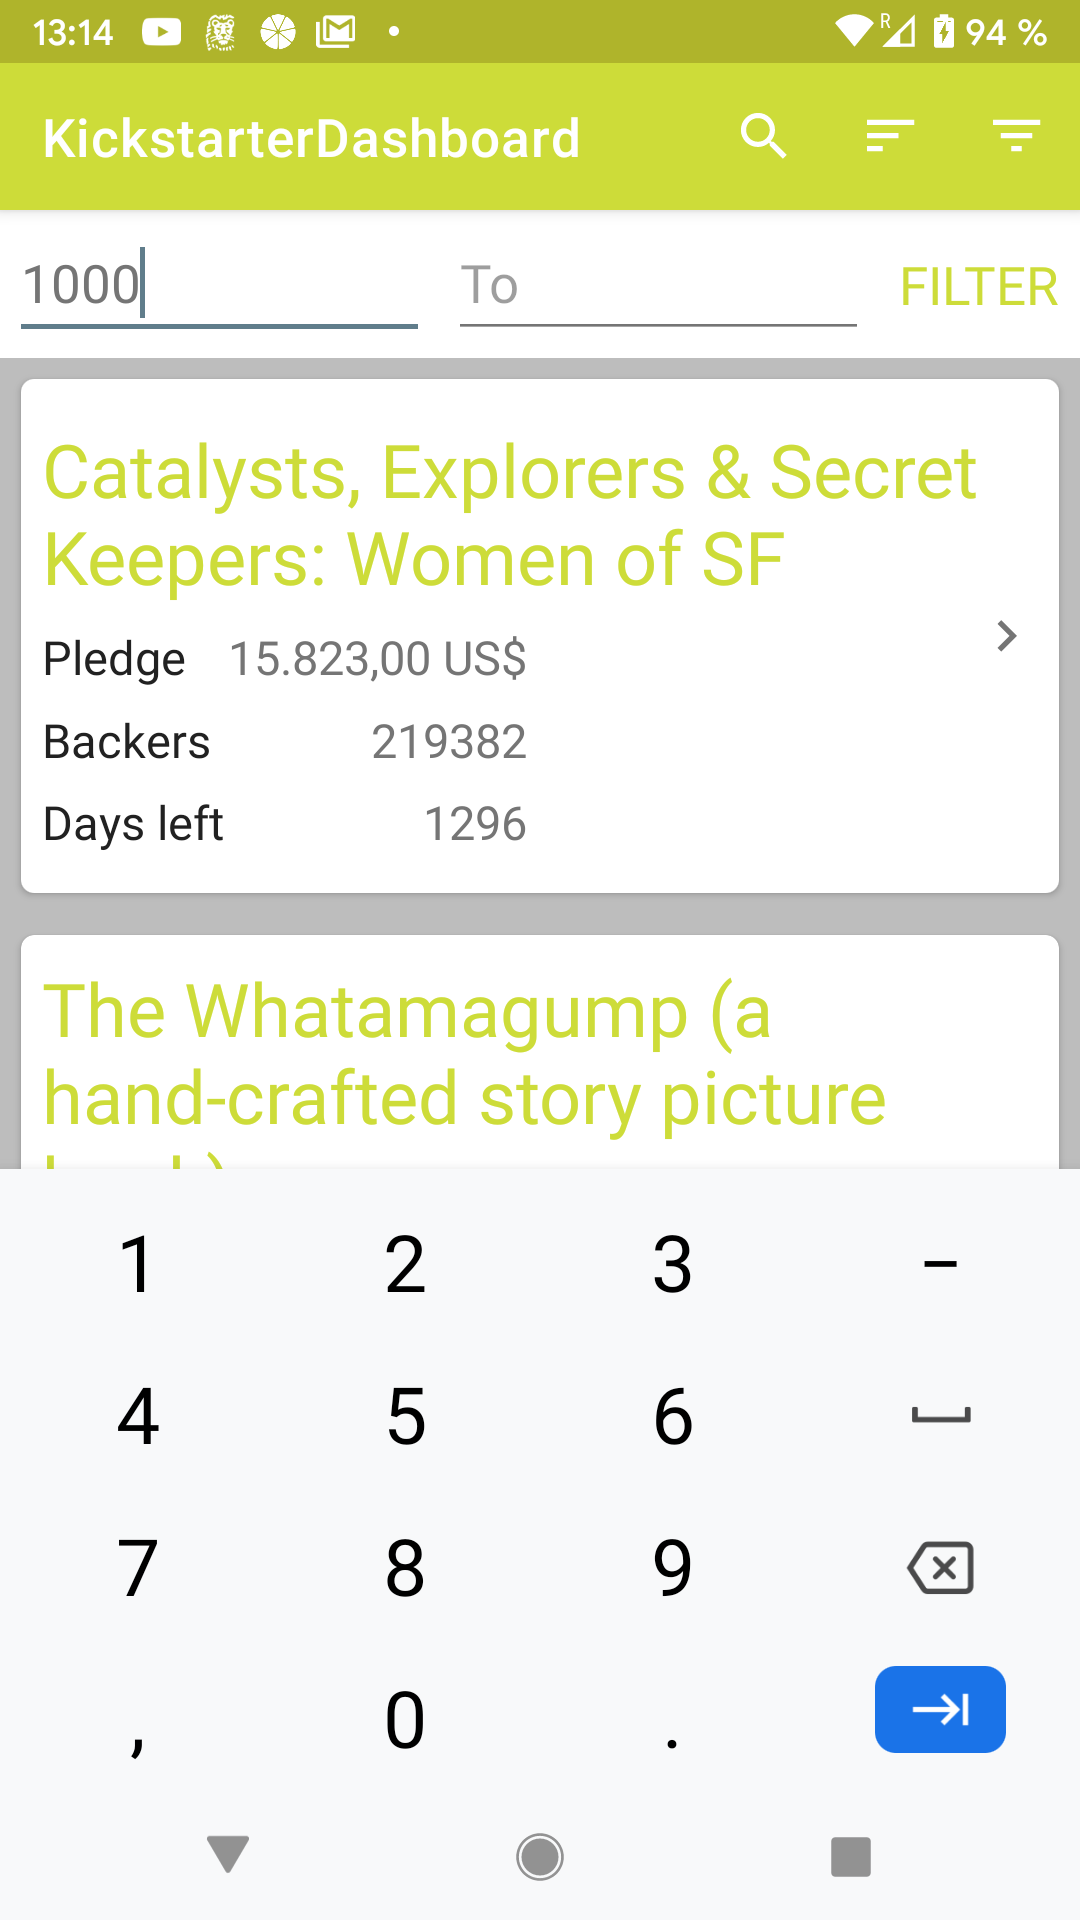 13:14
R
94 %
KickstarterDashboard
1000
To
FILTER
Catalysts, Explorers & Secret
Keepers: Women of SF
Pledge 15.823,00 US$
Backers 219382
Days left 1296
The Whatamagump (a
hand-crafted story picture
1 2 3 –
4 5 6
7 8 9
, 0 .